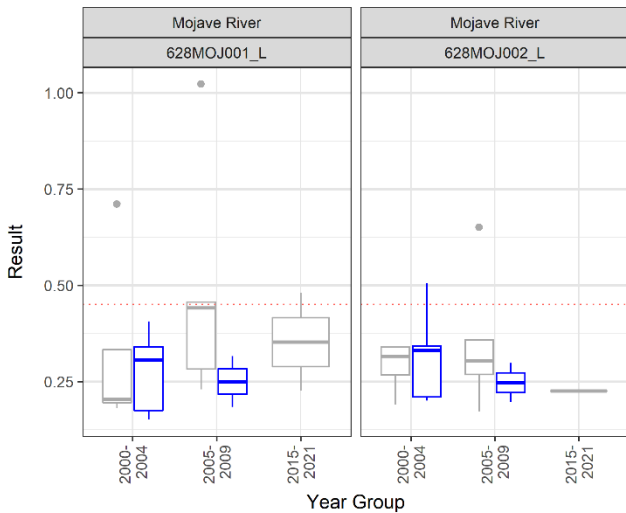 Mojave River
Mojave River
628MOJ001_L
628MOJ002_L
1.00
0.75
0.50
0.25
Result
2000-
2004
2005-
2009
2015-
2021
2000-
2004
2005-
2009
2015-
2021
Year Group